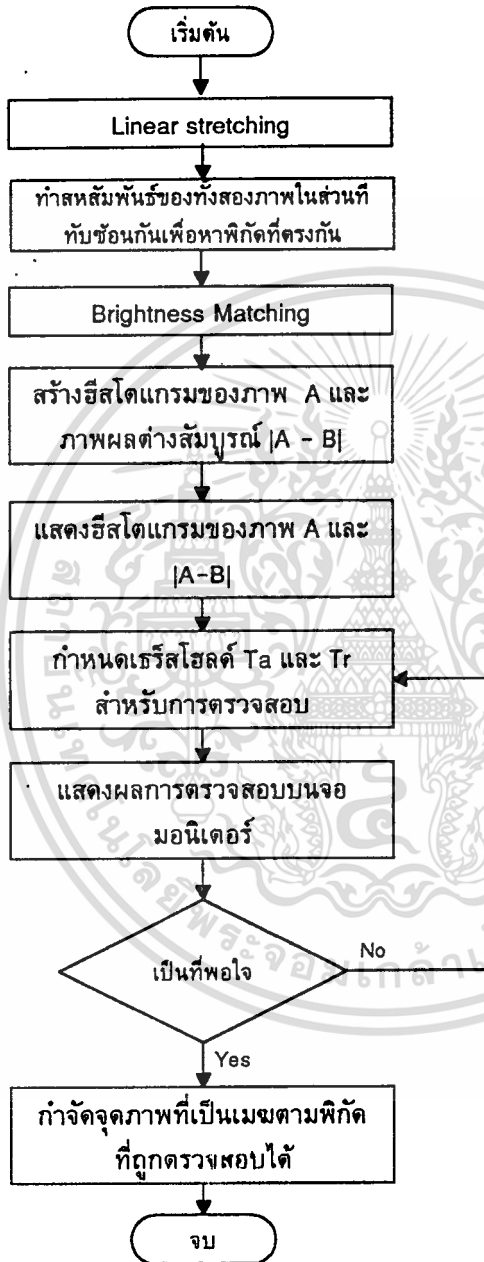 เริ่มต้น
Linear stretching
ทำสหสัมพันธ์ของทั้งสองภาพในส่วนที่
ทับซ้อนกันเพื่อหาพิกัดที่ตรงกัน
Brightness Matching
สร้างฮีสโตแกรมของภาพ A และ
ภาพผลต่างสัมบูรณ์ |A - B|
แสดงฮีสโตแกรมของภาพ A และ
|A-B|
กำหนดเธร็สโฮลด์ Ta และ Tr
สำหรับการตรวจสอบ
แสดงผลการตรวจสอบบนจอ
มอนิเตอร์
เป็นที่พอใจ
No
Yes
กำจัดจุดภาพที่เป็นเมฆตามพิกัด
ที่ถูกตรวจสอบได้
จบ